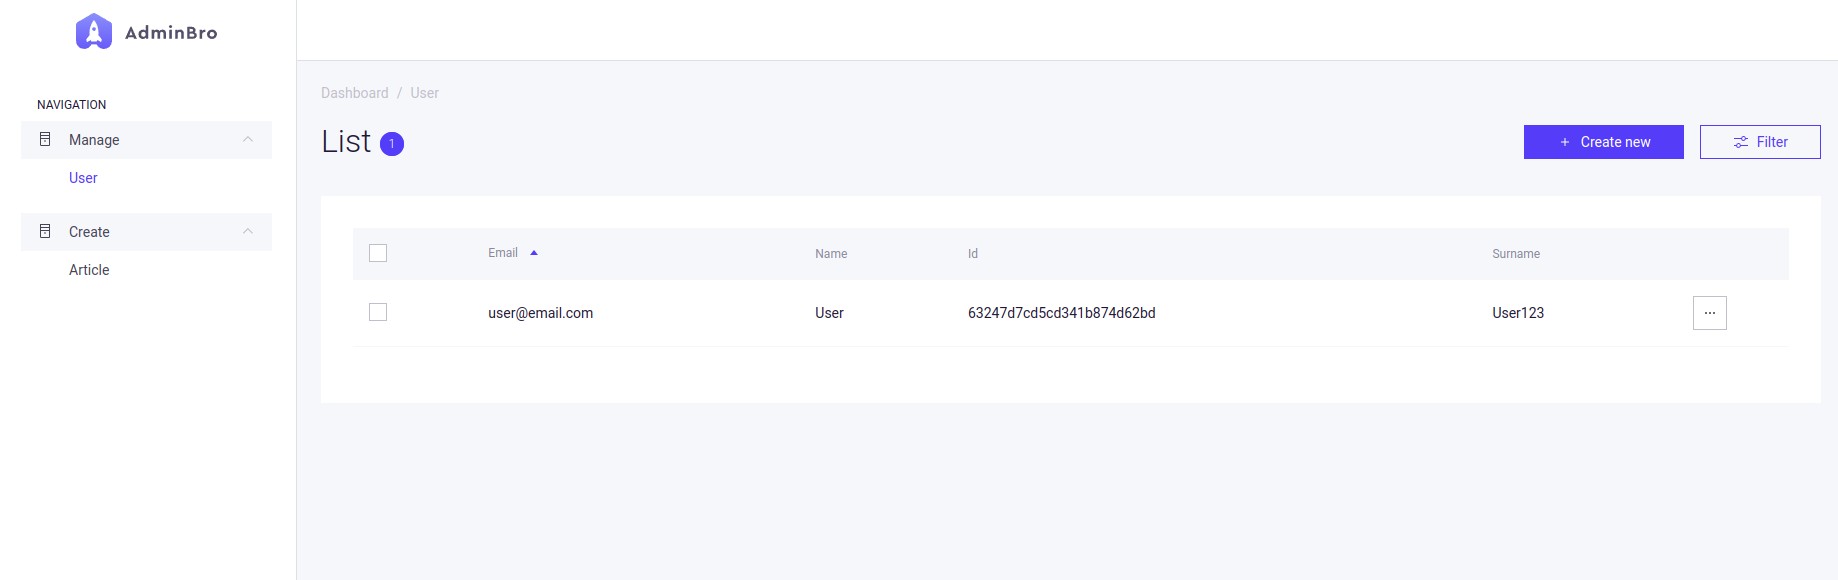 AdminBro
NAVIGATION
Manage
User
Create
Article
Dashboard / User
List 1
+ Create new
Filter
Email Name Id Surname
user@email.com User 63247d7cd5cd341b874d62bd User123 ...